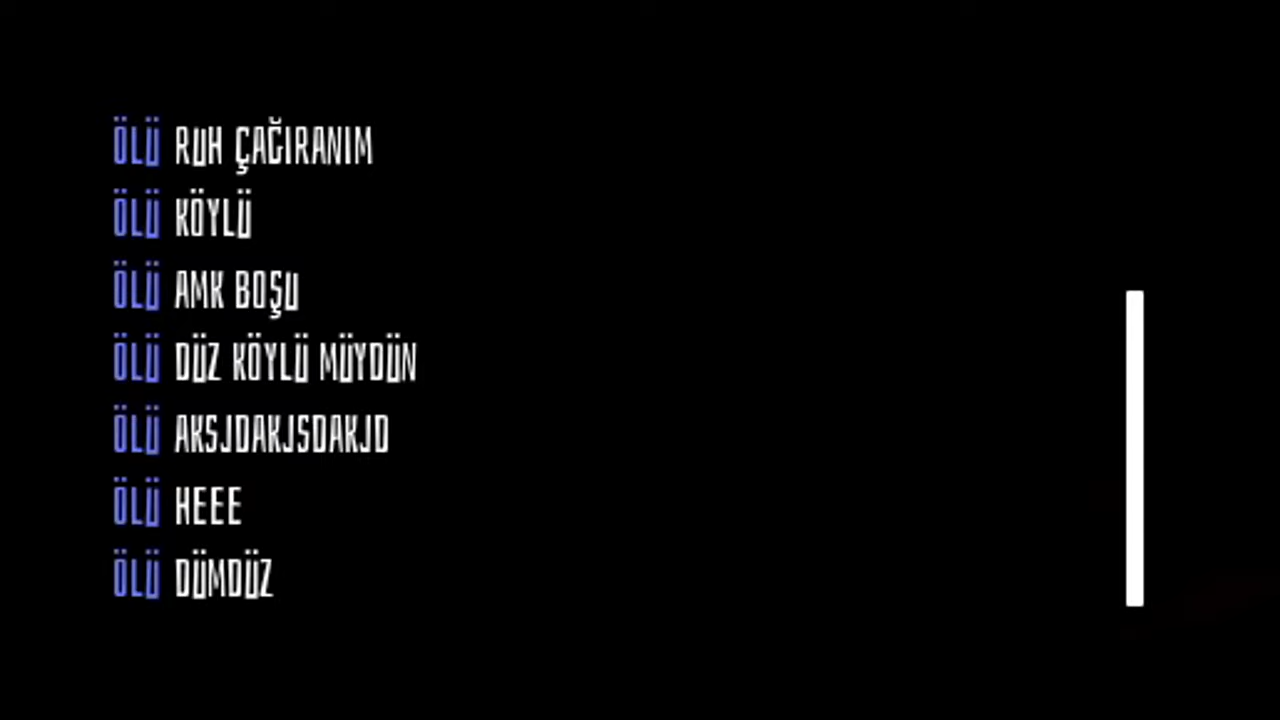 ÖLÜ RUH ÇAĞIRANIM
ÖLÜ KÖYLÜ
ÖLÜ AMK BOŞU
ÖLÜ DÜZ KÖYLÜ MÜYDÜN
ÖLÜ AKSJDAKJSDAKJD
ÖLÜ HEEE
ÖLÜ DÜMDÜZ